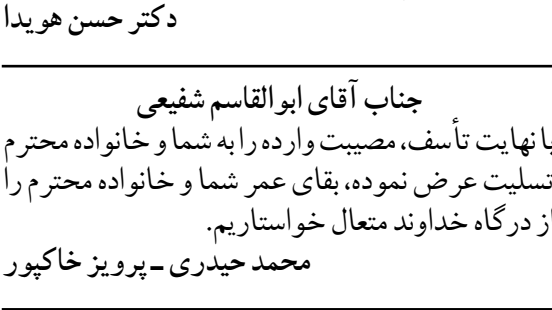 دکتر حسن هویدا
جناب آقای ابوالقاسم شفیعی
با نهایت تأسف، مصیبت وارده را به شما و خانواده محترم
تسلیت عرض نموده، بقای عمر شما و خانواده محترم را
از درگاه خداوند متعال خواستاریم.
محمد حیدری ـ پرویز خاکپور